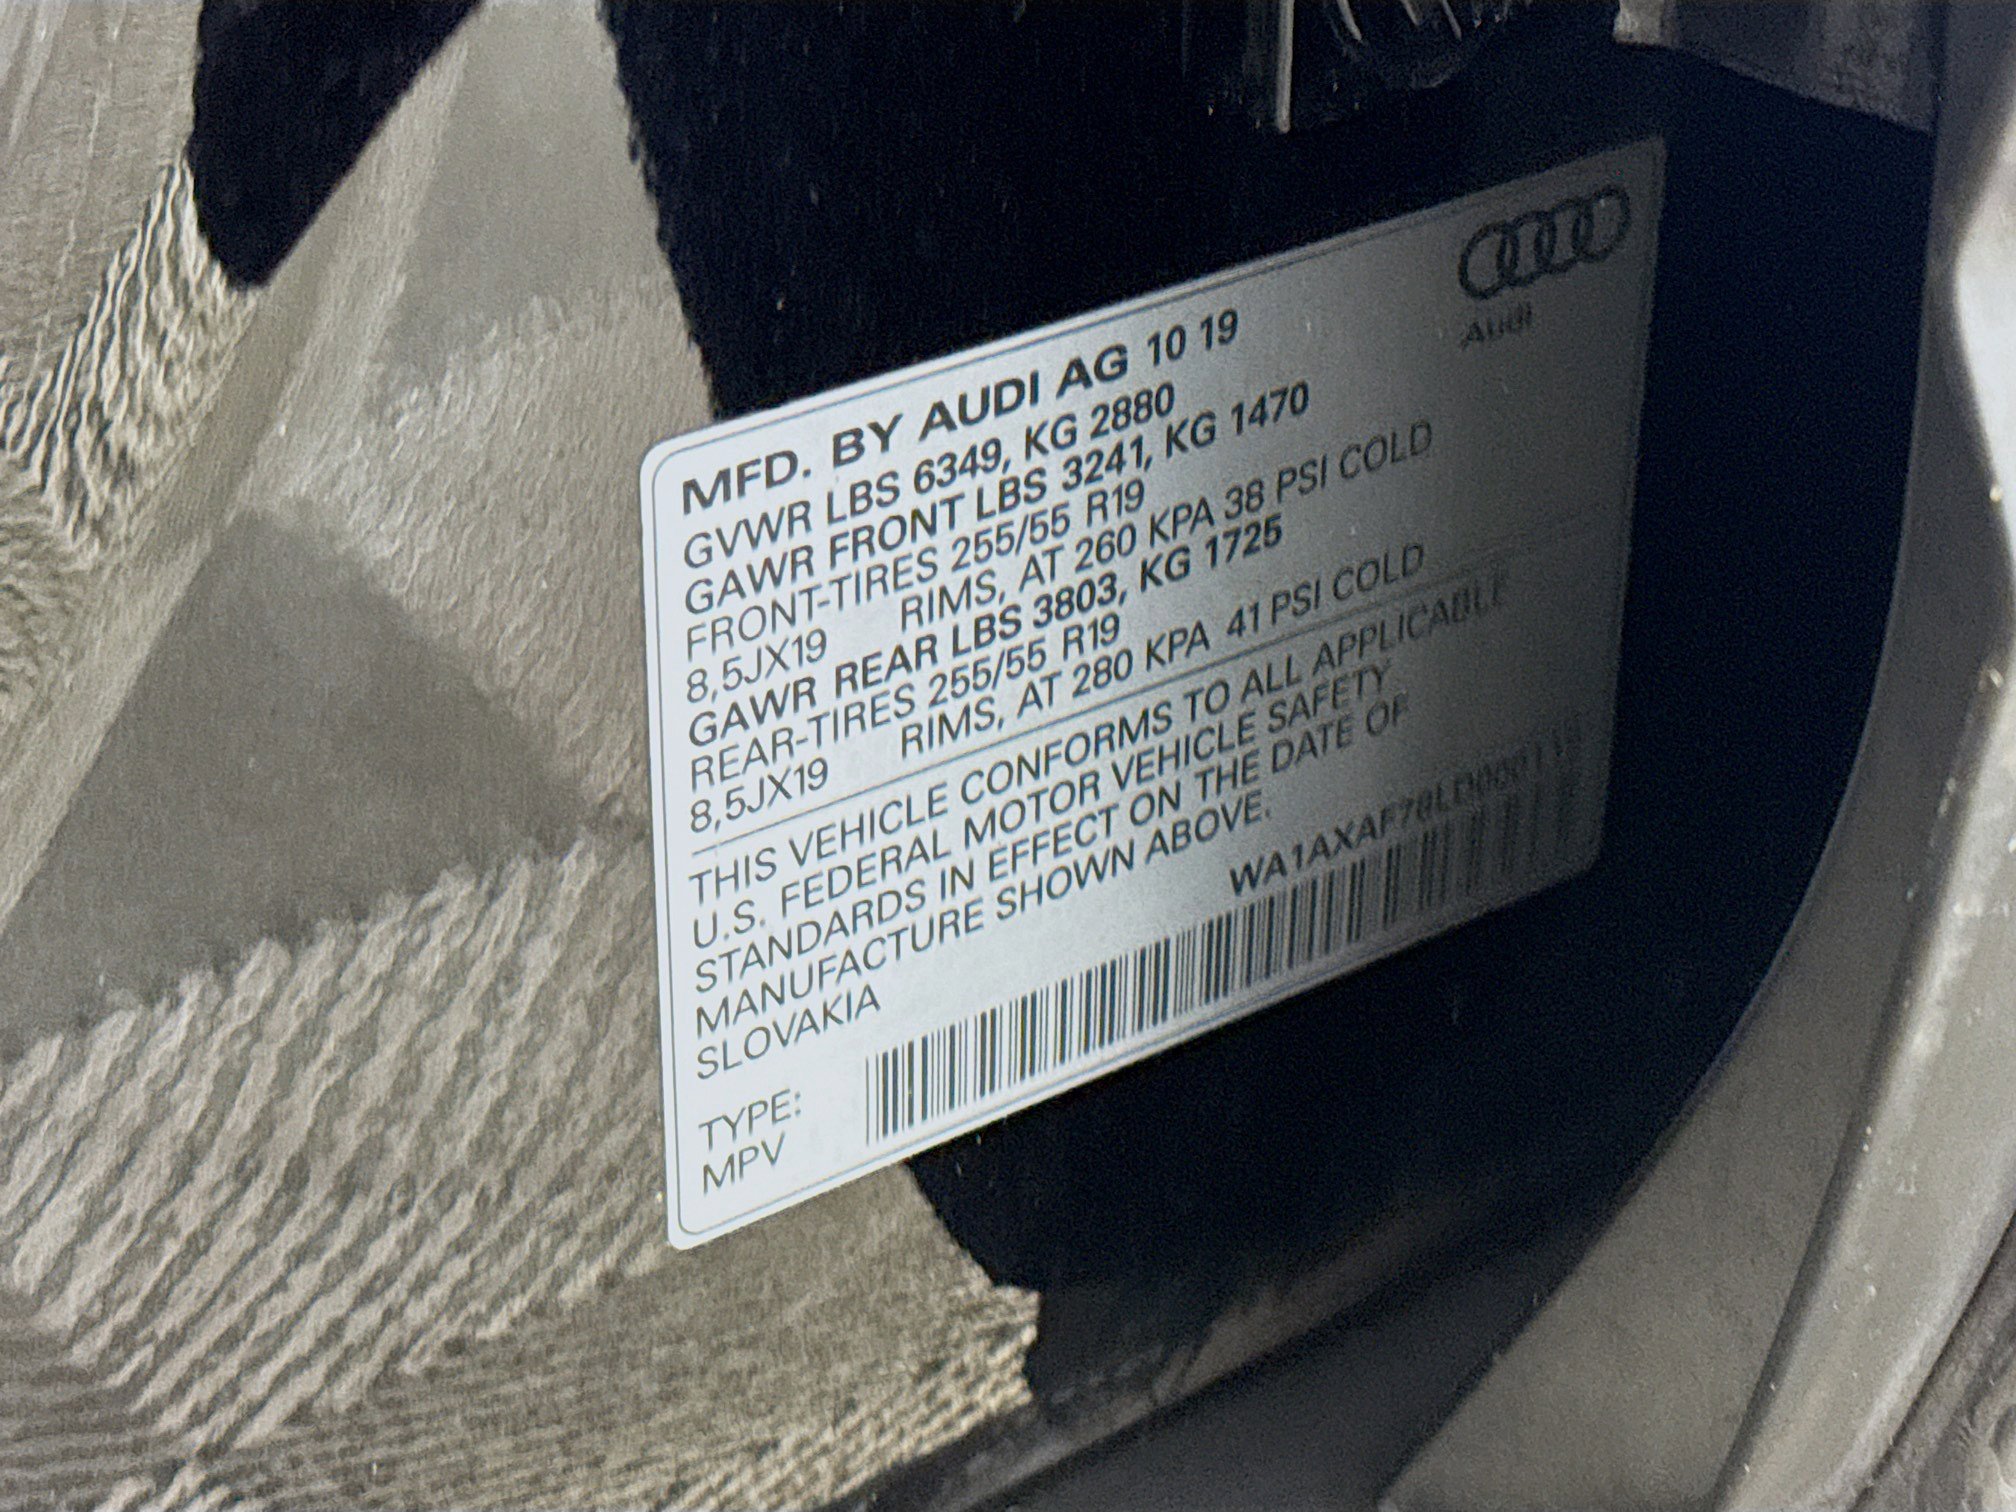 Audi
MFD. BY AUDI AG 10 19
GVWR LBS 6349, KG 2880
GAWR FRONT LBS 3241, KG 1470
FRONT-TIRES 255/55 R19
8,5JX19 RIMS, AT 260 KPA 38 PSI COLD
GAWR REAR LBS 3803, KG 1725
REAR-TIRES 255/55 R19
8,5JX19 RIMS, AT 280 KPA 41 PSI COLD
THIS VEHICLE CONFORMS TO ALL APPLICABLE
U.S. FEDERAL MOTOR VEHICLE SAFETY
STANDARDS IN EFFECT ON THE DATE OF
MANUFACTURE SHOWN ABOVE.
SLOVAKIA
TYPE:
MPV